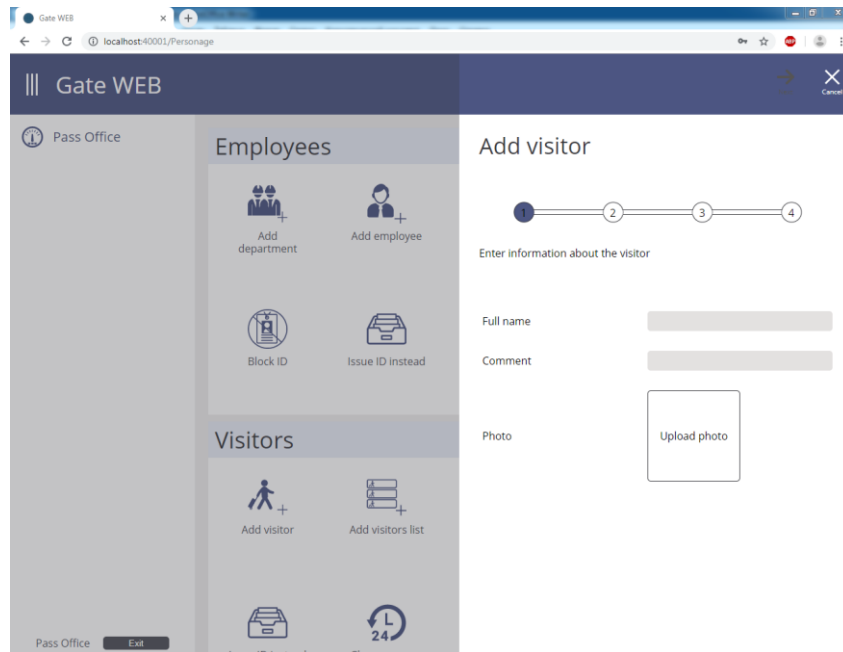 Gate WEB
localhost:40001/Personage
Gate WEB
Cancel
Pass Office
Employees
Add department
Add employee
Block ID
Issue ID instead
Visitors
Add visitor
Add visitors list
24
Pass Office
Exit
Add visitor
1 2 3 4
Enter information about the visitor
Full name
Comment
Photo
Upload photo